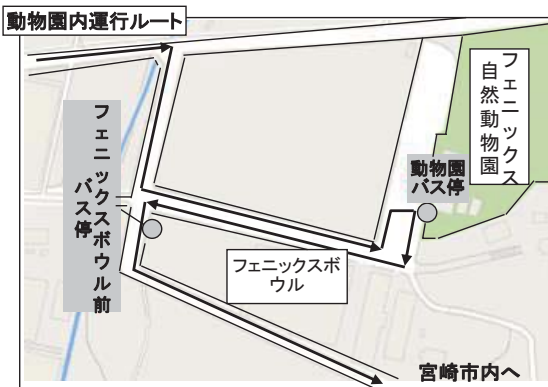 動物園内運行ルート
フェニックス
自然動物園
動物園
バス停
フェニックスボウル前
バス停
フェニックスボ
ウル
宮崎市内へ